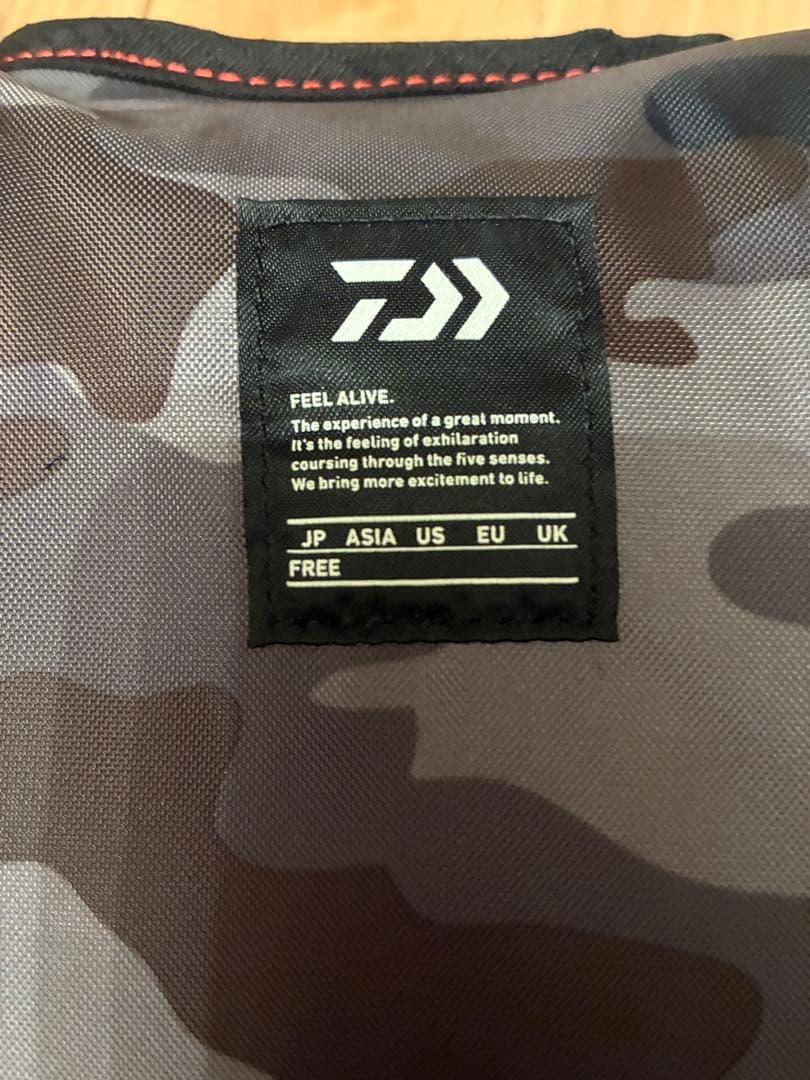 FEEL ALIVE.
The experience of a great moment.
It's the feeling of exhilaration
coursing through the five senses.
We bring more excitement to life.
JP ASIA US EU UK
FREE